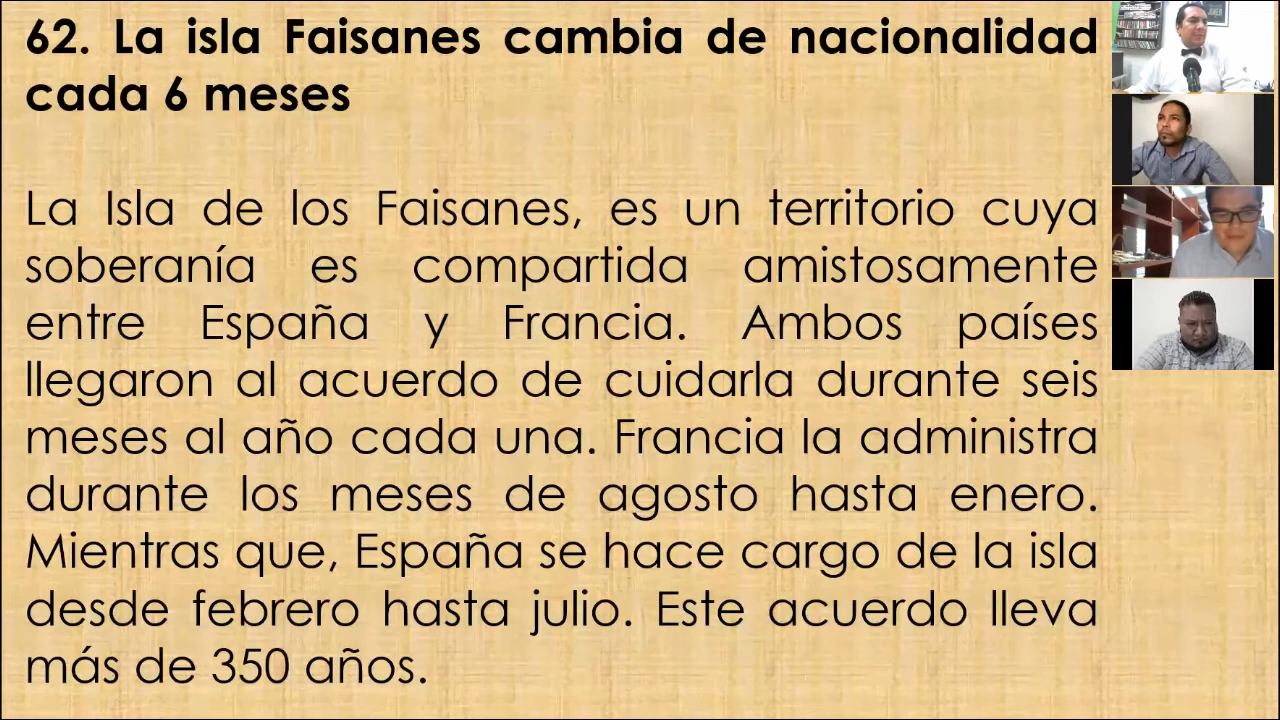 62. La isla Faisanes cambia de nacionalidad
cada 6 meses
La Isla de los Faisanes, es un territorio cuya
soberanía es compartida amistosamente
entre España y Francia. Ambos países
llegaron al acuerdo de cuidarla durante seis
meses al año cada una. Francia la administra
durante los meses de agosto hasta enero.
Mientras que, España se hace cargo de la isla
desde febrero hasta julio. Este acuerdo lleva
más de 350 años.